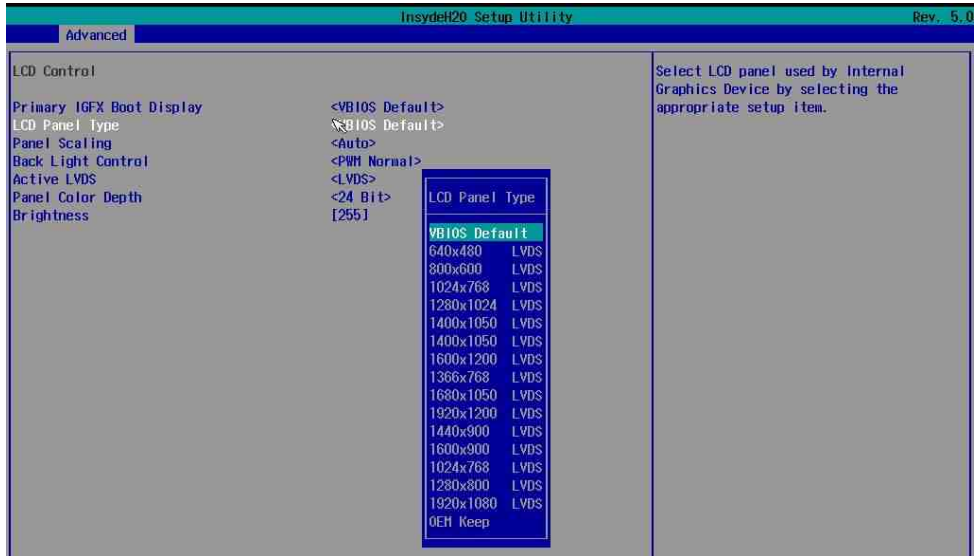 InsydeH20 Setup Utility Rev. 5.0
Advanced
LCD Control
Primary IGFX Boot Display <VBIOS Default>
LCD Panel Type <VBIOS Default>
Panel Scaling <Auto>
Back Light Control <PWM Normal>
Active LVDS <LVDS>
Panel Color Depth <24 Bit>
Brightness [255]
LCD Panel Type
VBIOS Default
640x480 LVDS
800x600 LVDS
1024x768 LVDS
1280x1024 LVDS
1400x1050 LVDS
1400x1050 LVDS
1600x1200 LVDS
1366x768 LVDS
1680x1050 LVDS
1920x1200 LVDS
1440x900 LVDS
1600x900 LVDS
1024x768 LVDS
1280x800 LVDS
1920x1080 LVDS
OEM Keep
Select LCD panel used by Internal
Graphics Device by selecting the
appropriate setup item.